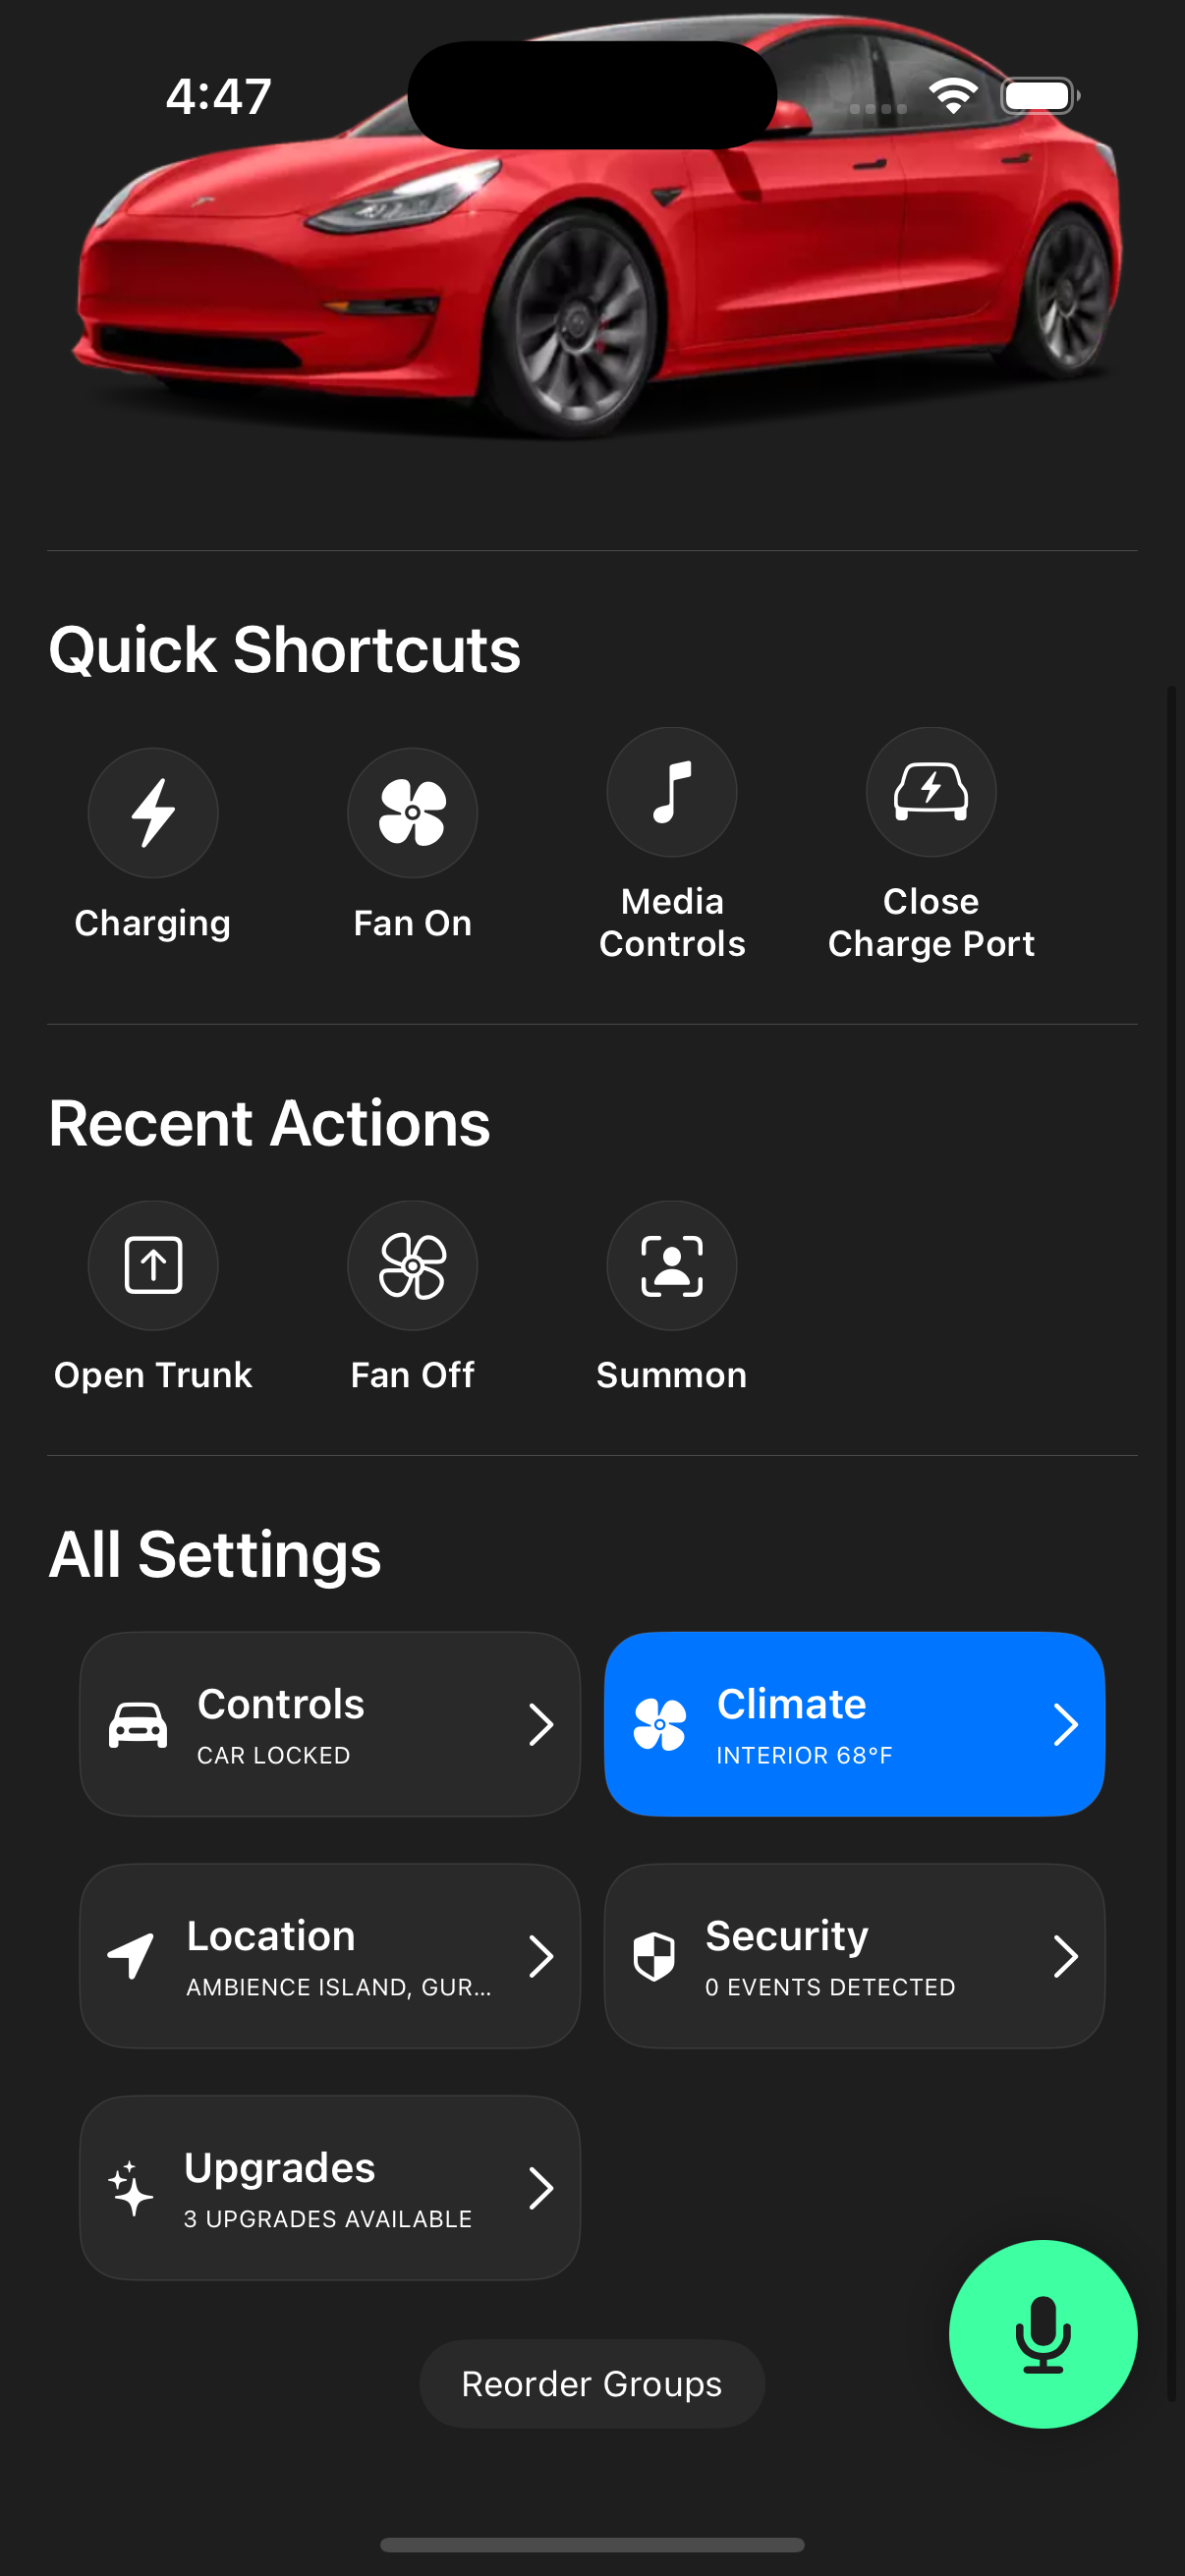 4:47
Quick Shortcuts
Charging
Fan On
Media
Controls
Close
Charge Port
Recent Actions
Open Trunk
Fan Off
Summon
All Settings
Controls
CAR LOCKED
Climate
INTERIOR 68°F
Location
AMBIENCE ISLAND, GUR...
Security
0 EVENTS DETECTED
Upgrades
3 UPGRADES AVAILABLE
Reorder Groups